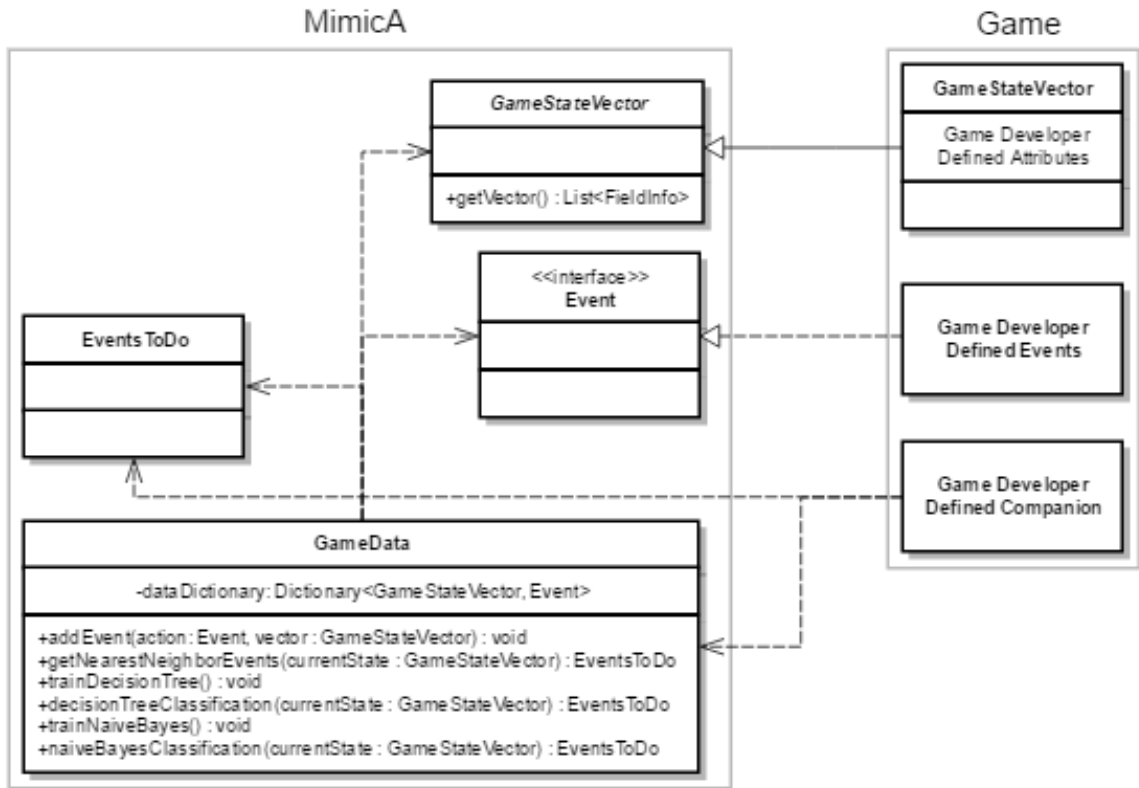 MimicA
GameStateVector
+getVector() : List<FieldInfo>
<<interface>>
Event
EventsToDo
GameData
-dataDictionary: Dictionary<GameStateVector, Event>
+addEvent(action : Event, vector : GameStateVector) : void
+getNearestNeighborEvents(currentState : GameStateVector) : EventsToDo
+trainDecisionTree() : void
+decisionTreeClassification(currentState : GameStateVector) : EventsToDo
+trainNaiveBayes() : void
+naiveBayesClassification(currentState : GameStateVector) : EventsToDo
Game
GameStateVector
Game Developer
Defined Attributes
Game Developer
Defined Events
Game Developer
Defined Companion